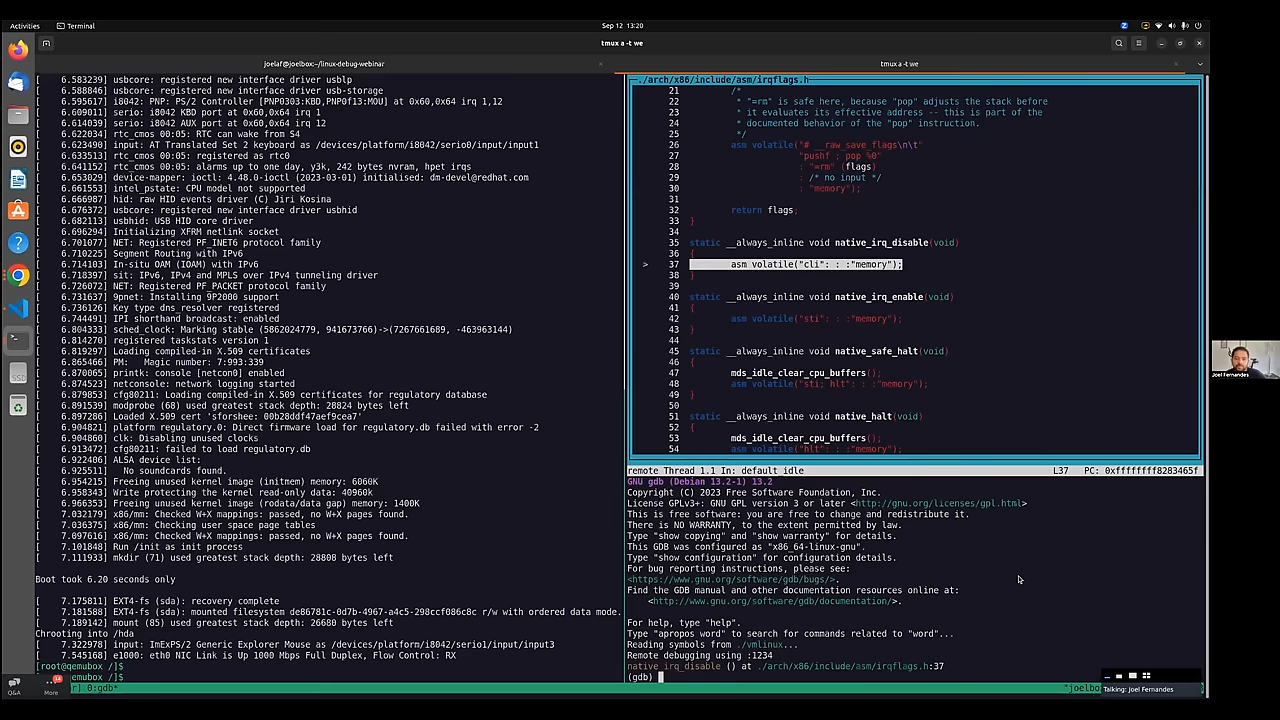 Activities
Terminal
Sep 12 13:20
tmux a -t we
joelaf@joelbox:~/linux-debug-webinar
tmux a -t we
[    6.583239] usbcore: registered new interface driver usblp
[    6.588846] usbcore: registered new interface driver usb-storage
[    6.595617] i8042: PNP: PS/2 Controller [PNP0303:KBD,PNP0f13:MOU] at 0x60,0x64 irq 1,12
[    6.609011] serio: i8042 KBD port at 0x60,0x64 irq 1
[    6.614039] serio: i8042 AUX port at 0x60,0x64 irq 12
[    6.622034] rtc_cmos 00:05: RTC can wake from S4
[    6.623490] input: AT Translated Set 2 keyboard as /devices/platform/i8042/serio0/input/input1
[    6.633513] rtc_cmos 00:05: registered as rtc0
[    6.641152] rtc_cmos 00:05: alarms up to one day, y3k, 242 bytes nvram, hpet irqs
[    6.653029] device-mapper: ioctl: 4.48.0-ioctl (2023-03-01) initialised: dm-devel@redhat.com
[    6.661553] intel_pstate: CPU model not supported
[    6.666987] hid: raw HID events driver (C) Jiri Kosina
[    6.676372] usbcore: registered new interface driver usbhid
[    6.682113] usbhid: USB HID core driver
[    6.696294] Initializing XFRM netlink socket
[    6.701077] NET: Registered PF_INET6 protocol family
[    6.710225] Segment Routing with IPv6
[    6.714103] In-situ OAM (IOAM) with IPv6
[    6.718397] sit: IPv6, IPv4 and MPLS over IPv4 tunneling driver
[    6.726072] NET: Registered PF_PACKET protocol family
[    6.731637] 9pnet: Installing 9P2000 support
[    6.736126] Key type dns_resolver registered
[    6.744491] IPI shorthand broadcast: enabled
[    6.804333] sched_clock: Marking stable (5862024779, 941673766)->(7267661689, -463963144)
[    6.814270] registered taskstats version 1
[    6.819297] Loading compiled-in X.509 certificates
[    6.865466] PM:   Magic number: 7:993:339
[    6.870065] printk: console [netcon0] enabled
[    6.874523] netconsole: network logging started
[    6.879853] cfg80211: Loading compiled-in X.509 certificates for regulatory database
[    6.891539] modprobe (68) used greatest stack depth: 28824 bytes left
[    6.897286] Loaded X.509 cert 'sforshee: 00b28ddf47aef9cea7'
[    6.904821] platform regulatory.0: Direct firmware load for regulatory.db failed with error -2
[    6.904860] clk: Disabling unused clocks
[    6.913472] cfg80211: failed to load regulatory.db
[    6.922406] ALSA device list:
[    6.925511]   No soundcards found.
[    6.954215] Freeing unused kernel image (initmem) memory: 6060K
[    6.958343] Write protecting the kernel read-only data: 40960k
[    6.966353] Freeing unused kernel image (rodata/data gap) memory: 1400K
[    7.032179] x86/mm: Checked W+X mappings: passed, no W+X pages found.
[    7.036375] x86/mm: Checking user space page tables
[    7.097616] x86/mm: Checked W+X mappings: passed, no W+X pages found.
[    7.101848] Run /init as init process
[    7.111933] mkdir (71) used greatest stack depth: 28808 bytes left
Boot took 6.20 seconds only
[    7.175811] EXT4-fs (sda): recovery complete
[    7.181588] EXT4-fs (sda): mounted filesystem de86781c-0d7b-4967-a4c5-298ccf086c8c r/w with ordered data mode.
[    7.189142] mount (85) used greatest stack depth: 26680 bytes left
Chrooting into /hda
[    7.322978] input: ImExPS/2 Generic Explorer Mouse as /devices/platform/i8042/serio1/input/input3
[    7.545168] e1000: eth0 NIC Link is Up 1000 Mbps Full Duplex, Flow Control: RX
[root@qemubox /]$
emubox /]$
r] 0:gdb*
./arch/x86/include/asm/irqflags.h
21 /*
22 * "=rm" is safe here, because "pop" adjusts the stack before
23 * it evaluates its effective address -- this is part of the
24 * documented behavior of the "pop" instruction.
25 */
26 asm volatile("# __raw_save_flags\n\t"
27 "pushf ; pop %0"
28 : "=rm" (flags)
29 : /* no input */
30 : "memory");
31
32 return flags;
33 }
34
35 static __always_inline void native_irq_disable(void)
36 {
> 37 asm volatile("cli": : :"memory");
38 }
39
40 static __always_inline void native_irq_enable(void)
41 {
42 asm volatile("sti": : :"memory");
43 }
44
45 static __always_inline void native_safe_halt(void)
46 {
47 mds_idle_clear_cpu_buffers();
48 asm volatile("sti; hlt": : :"memory");
49 }
50
51 static __always_inline void native_halt(void)
52 {
53 mds_idle_clear_cpu_buffers();
54 asm volatile("hlt": : :"memory");
remote Thread 1.1 In: default_idle L37 PC: 0xffffffff8283465f
GNU gdb (Debian 13.2-1) 13.2
Copyright (C) 2023 Free Software Foundation, Inc.
License GPLv3+: GNU GPL version 3 or later <http://gnu.org/licenses/gpl.html>
This is free software: you are free to change and redistribute it.
There is NO WARRANTY, to the extent permitted by law.
Type "show copying" and "show warranty" for details.
This GDB was configured as "x86_64-linux-gnu".
Type "show configuration" for configuration details.
For bug reporting instructions, please see:
<https://www.gnu.org/software/gdb/bugs/>.
Find the GDB manual and other documentation resources online at:
<http://www.gnu.org/software/gdb/documentation/>.
For help, type "help".
Type "apropos word" to search for commands related to "word"...
Reading symbols from ./vmlinux...
Remote debugging using :1234
native_irq_disable () at ./arch/x86/include/asm/irqflags.h:37
(gdb)
"joelbo
Talking: Joel Fernandes
Joel Fernandes
Q&A
14
More
SSD